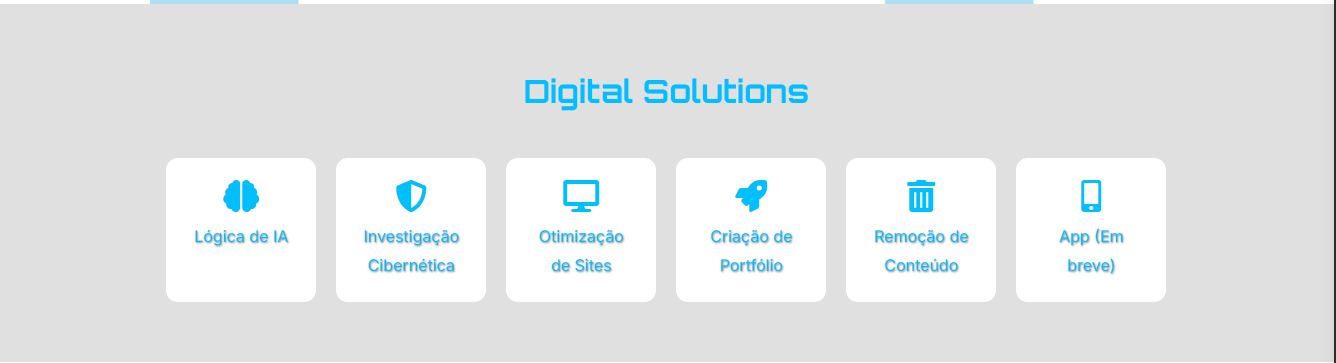 Digital Solutions
Lógica de IA
Investigação
Cibernética
Otimização
de Sites
Criação de
Portfólio
Remoção de
Conteúdo
App (Em
breve)